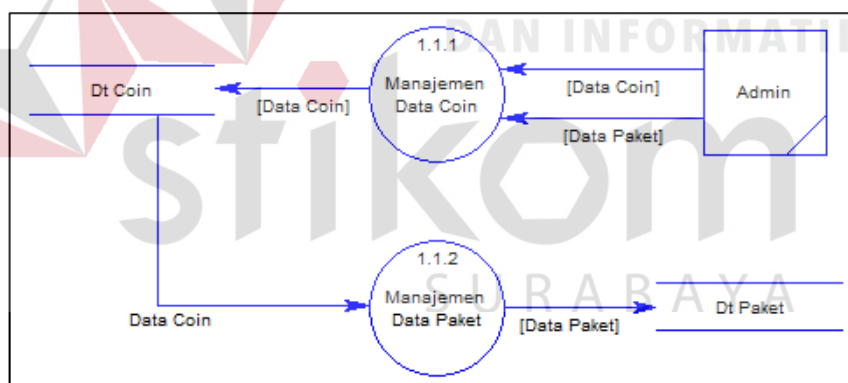 DAN INFORMATI
1.1.1
Manajemen
Data Coin
Dt Coin
[Data Coin]
[Data Coin]
[Data Paket]
Admin
stikom
SURABAYA
1.1.2
Manajemen
Data Paket
Data Coin
[Data Paket]
Dt Paket